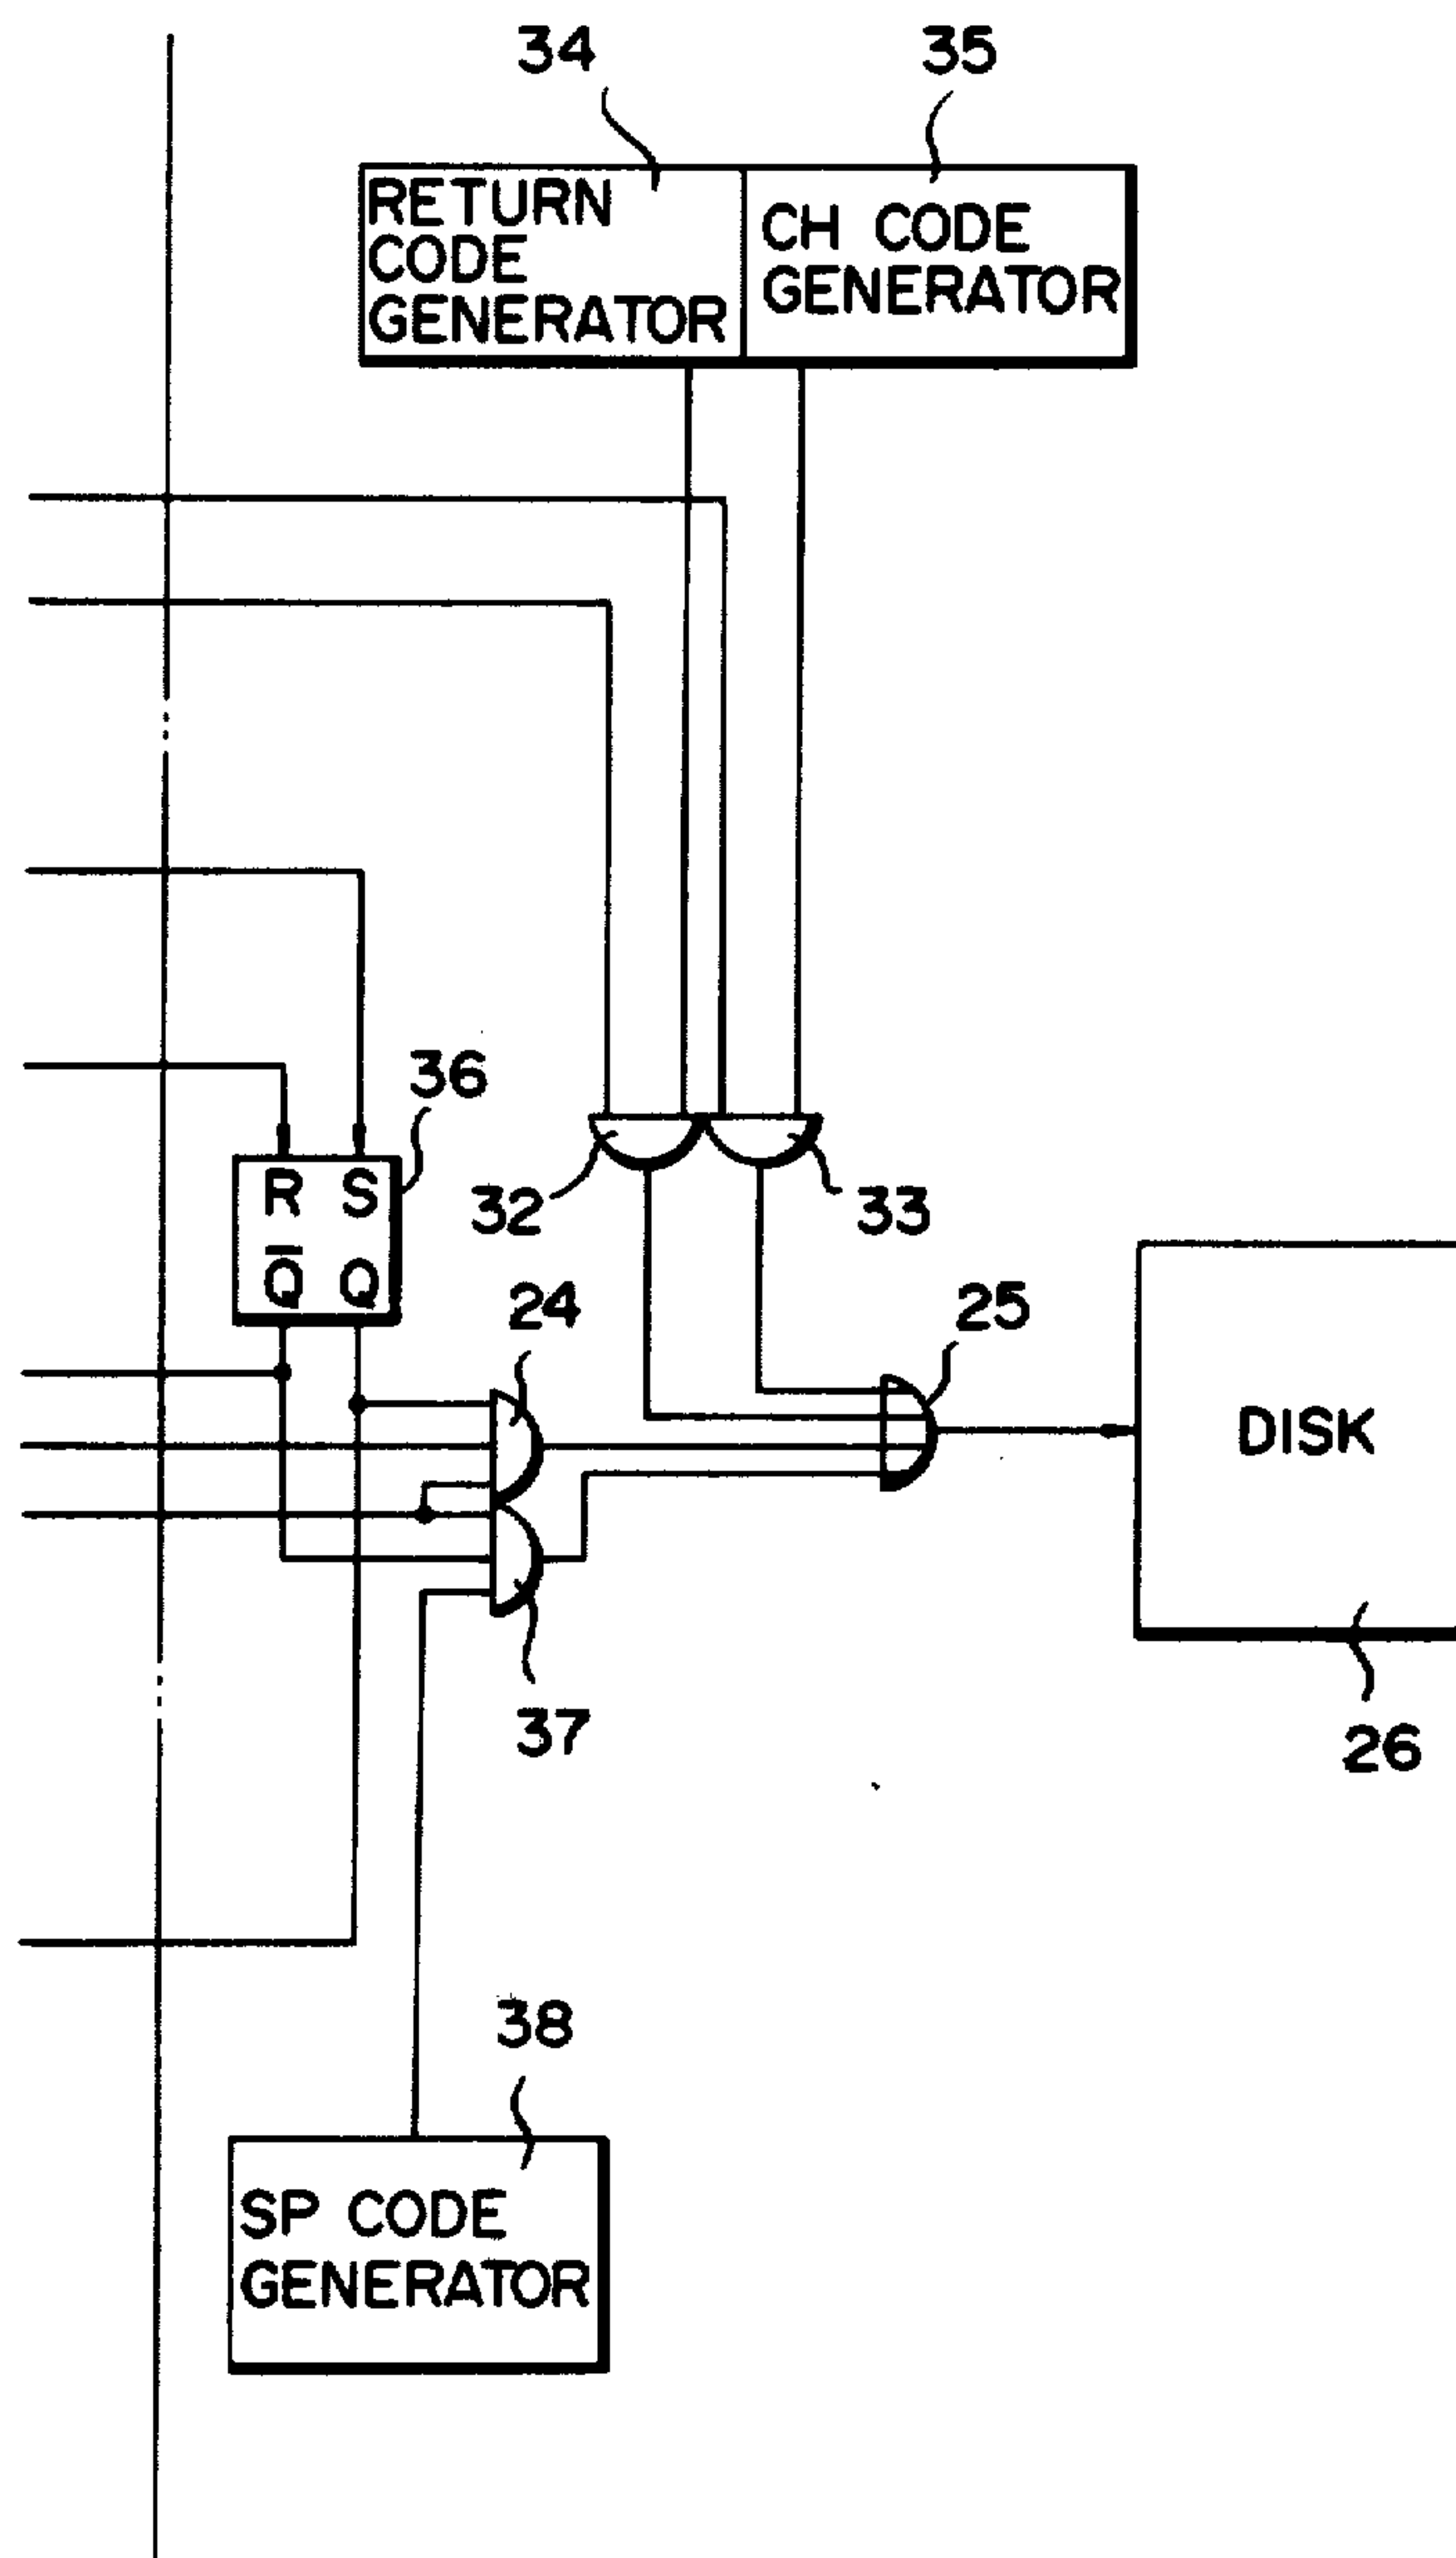 34
35
RETURN
CODE
GENERATOR
CH CODE
GENERATOR
36
R S
Q̅ Q
32
33
24
25
DISK
37
26
38
SP CODE
GENERATOR